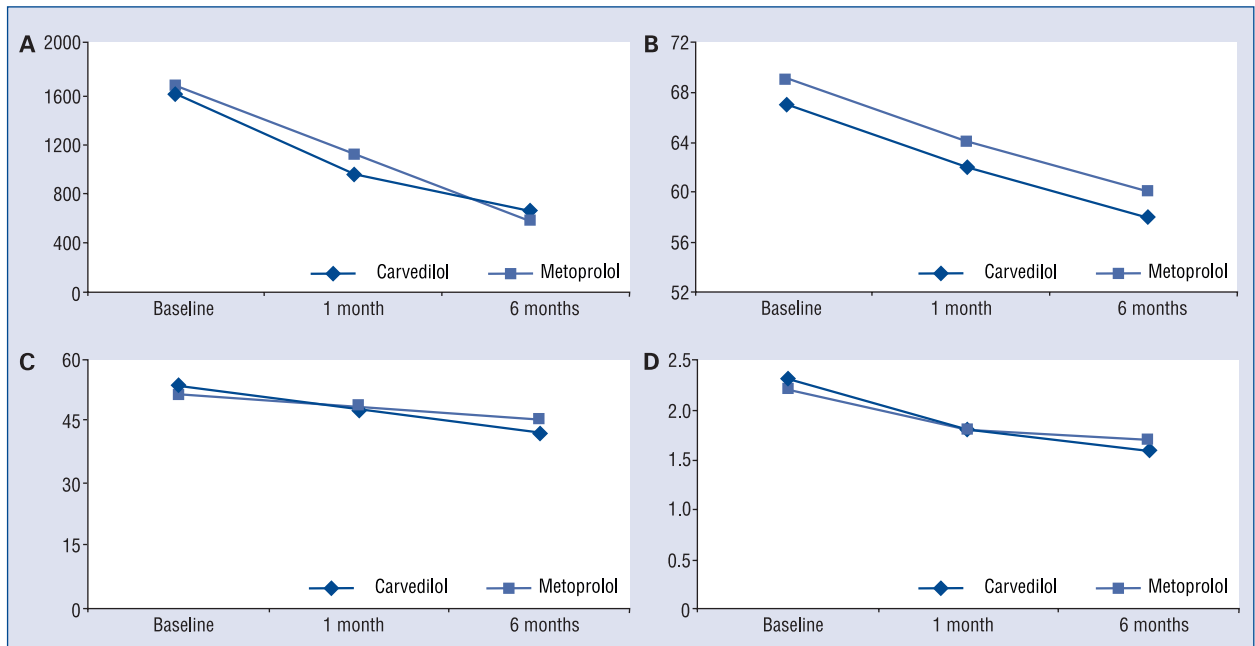 A
2000
1600
1200
800
400
0
Carvedilol Metoprolol
Baseline 1 month 6 months
B
72
68
64
60
56
52
Carvedilol Metoprolol
Baseline 1 month 6 months
C
60
45
30
15
0
Carvedilol Metoprolol
Baseline 1 month 6 months
D
2.5
2.0
1.5
1.0
0.5
0
Carvedilol Metoprolol
Baseline 1 month 6 months